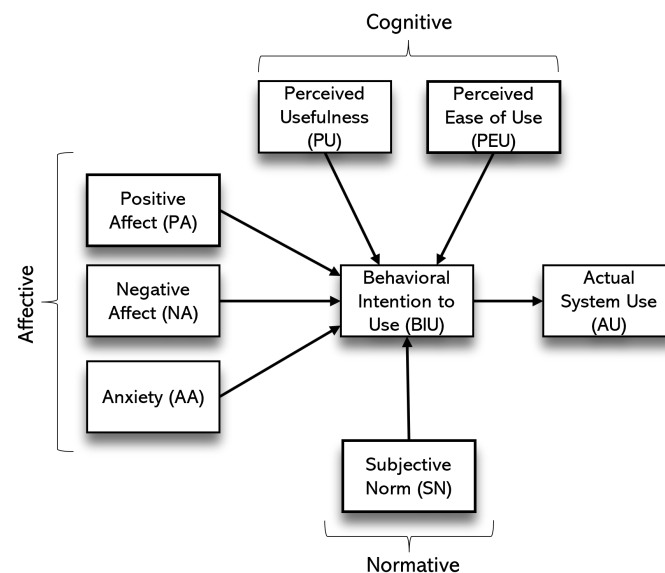 Cognitive
Perceived
Usefulness
(PU)
Perceived
Ease of Use
(PEU)
Affective
Positive
Affect (PA)
Negative
Affect (NA)
Anxiety (AA)
Behavioral
Intention to
Use (BIU)
Actual
System Use
(AU)
Subjective
Norm (SN)
Normative